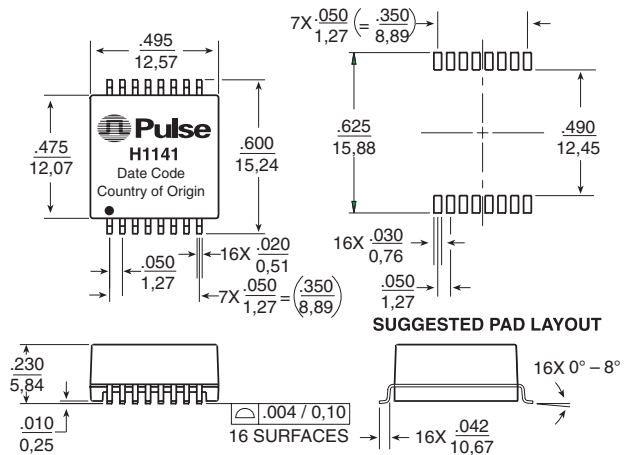 7X .050 / 1,27 (= .350 / 8,89)
.495 / 12,57
Pulse
H1141
Date Code
Country of Origin
.475 / 12,07
.600 / 15,24
.625 / 15,88
.490 / 12,45
16X .020 / 0,51
.050 / 1,27
7X .050 / 1,27 = (.350 / 8,89)
16X .030 / 0,76
.050 / 1,27
SUGGESTED PAD LAYOUT
.230 / 5,84
.010 / 0,25
.004 / 0,10
16 SURFACES
16X 0° – 8°
16X .042 / 10,67